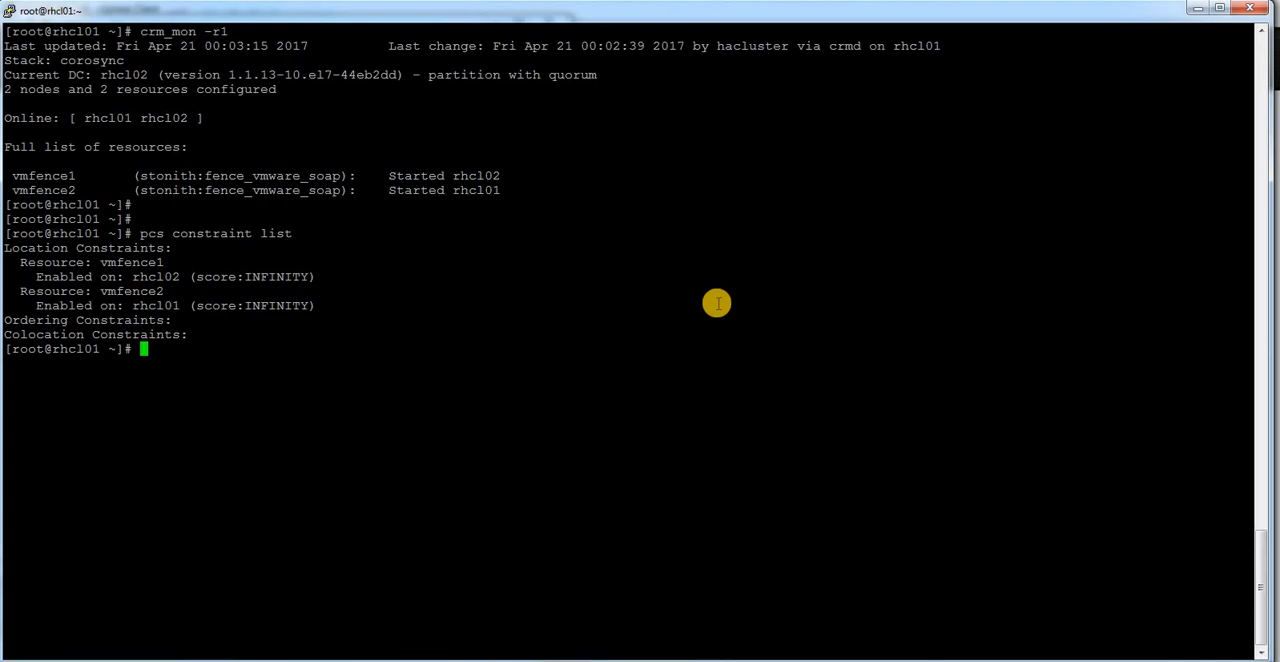 root@rhcl01:~
[root@rhcl01 ~]# crm_mon -r1
Last updated: Fri Apr 21 00:03:15 2017          Last change: Fri Apr 21 00:02:39 2017 by hacluster via crmd on rhcl01
Stack: corosync
Current DC: rhcl02 (version 1.1.13-10.el7-44eb2dd) - partition with quorum
2 nodes and 2 resources configured
Online: [ rhcl01 rhcl02 ]
Full list of resources:
 vmfence1       (stonith:fence_vmware_soap):    Started rhcl02
 vmfence2       (stonith:fence_vmware_soap):    Started rhcl01
[root@rhcl01 ~]#
[root@rhcl01 ~]#
[root@rhcl01 ~]# pcs constraint list
Location Constraints:
  Resource: vmfence1
    Enabled on: rhcl02 (score:INFINITY)
  Resource: vmfence2
    Enabled on: rhcl01 (score:INFINITY)
Ordering Constraints:
Colocation Constraints:
[root@rhcl01 ~]#